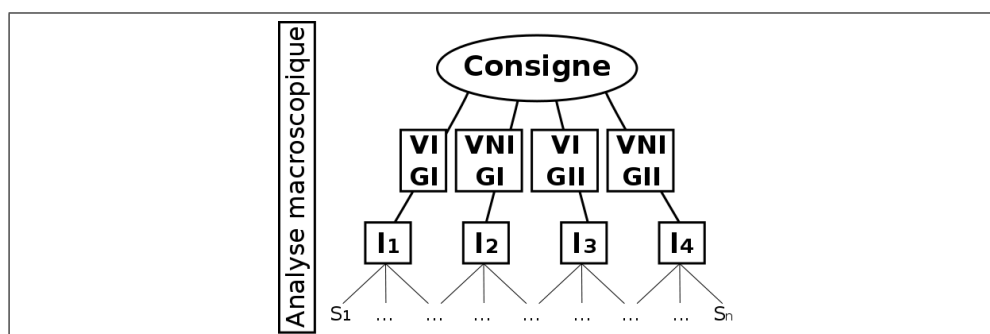 Analyse macroscopique
Consigne
VI VNI VI VNI
GI GI GII GII
I1 I2 I3 I4
S1 ... ... ... ... ... ... ... Sn